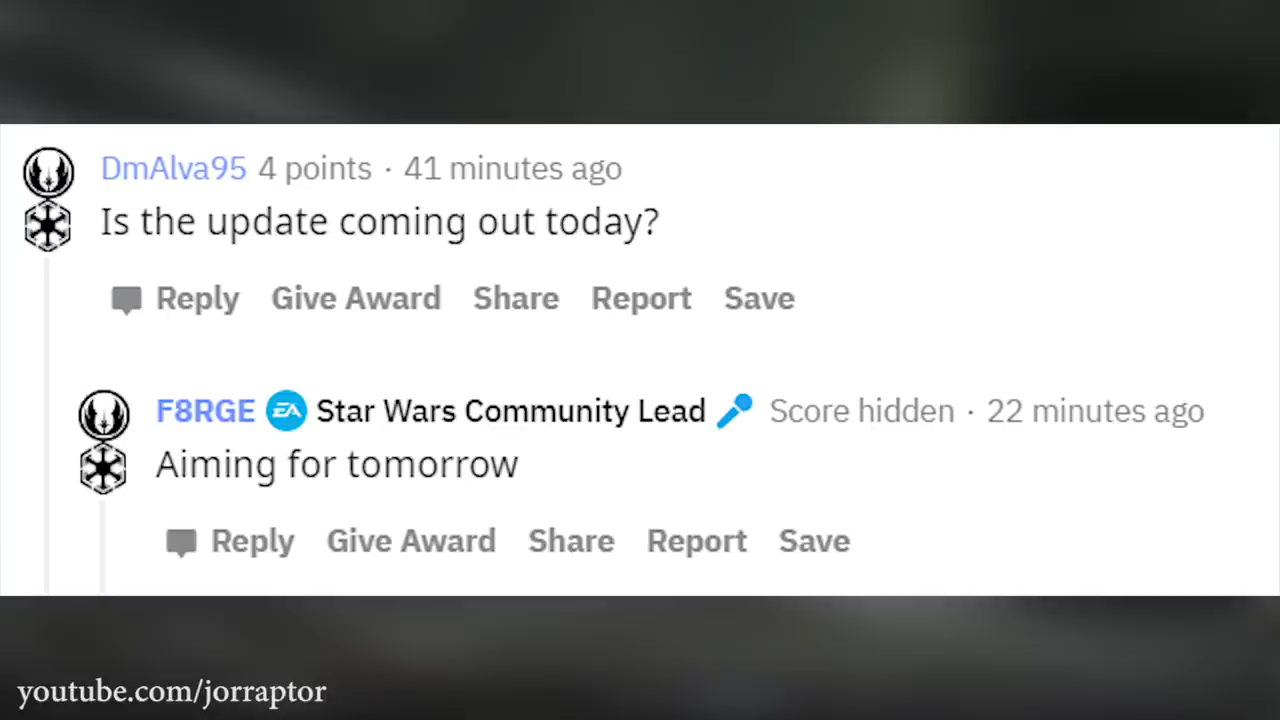 DmAlva95 4 points · 41 minutes ago
Is the update coming out today?
Reply Give Award Share Report Save
F8RGE EA Star Wars Community Lead Score hidden · 22 minutes ago
Aiming for tomorrow
Reply Give Award Share Report Save
youtube.com/jorraptor